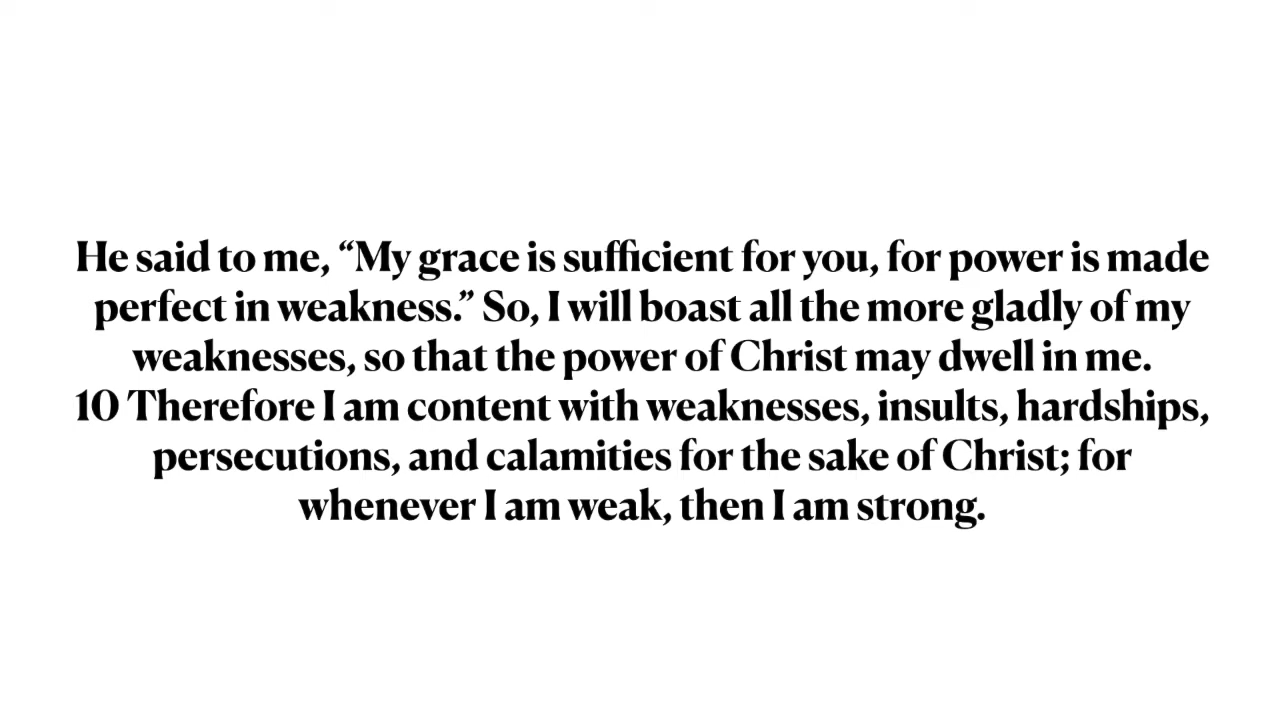 He said to me, “My grace is sufficient for you, for power is made
perfect in weakness.” So, I will boast all the more gladly of my
weaknesses, so that the power of Christ may dwell in me.
10 Therefore I am content with weaknesses, insults, hardships,
persecutions, and calamities for the sake of Christ; for
whenever I am weak, then I am strong.